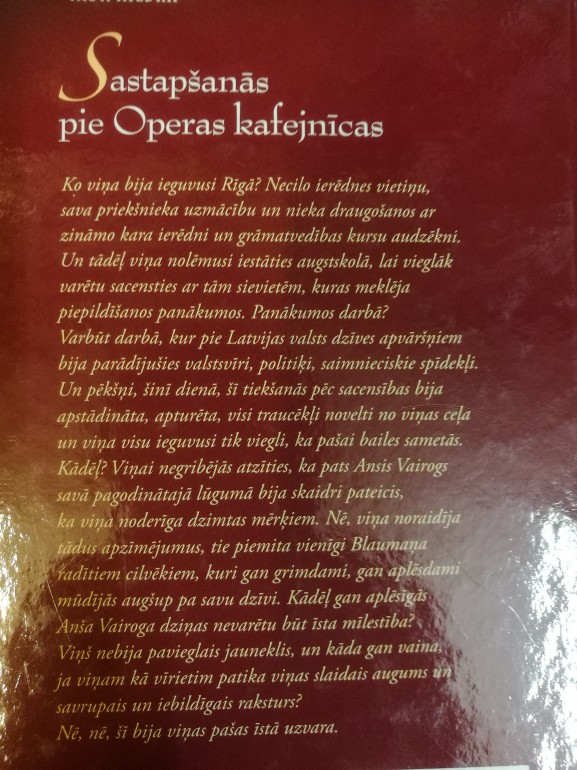 Sastapšanās
pie Operas kafejnīcas
Ko viņa bija ieguvusi Rīgā? Necilo ierēdnes vietiņu,
sava priekšnieka uzmācību un nieka draugošanos ar
zināmo kara ierēdni un grāmatvedības kursu audzēkni.
Un tādēļ viņa nolēmusi iestāties augstskolā, lai vieglāk
varētu sacensties ar tām sievietēm, kuras meklēja
piepildīšanos panākumos. Panākumos darbā?
Varbūt darbā, kur pie Latvijas valsts dzīves apvāršņiem
bija parādījušies valstsvīri, politiķi, saimnieciskie spīdekļi.
Un pēkšņi, šinī dienā, šī tiekšanās pēc sacensības bija
apstādināta, apturēta, visi traucēkļi novelti no viņas ceļa
un viņa visu ieguvusi tik viegli, ka pašai bailes sametās.
Kādēļ? Viņai negribējās atzīties, ka pats Ansis Vairogs
savā pagodinātajā lūgumā bija skaidri pateicis,
ka viņa noderīga dzimtas mērķiem. Nē, viņa noraidīja
tādus apzīmējumus, tie piemita vienīgi Blaumaņa
radītiem cilvēkiem, kuri gan grimdami, gan aplēsdami
mūdījās augšup pa savu dzīvi. Kādēļ gan aplēsīgās
Anša Vairoga dziņas nevarētu būt īsta mīlestība?
Viņš nebija pavieglais jauneklis, un kāda gan vaina,
ja viņam kā vīrietim patika viņas slaidais augums un
savrupais un iebildīgais raksturs?
Nē, nē, šī bija viņas pašas īstā uzvara.